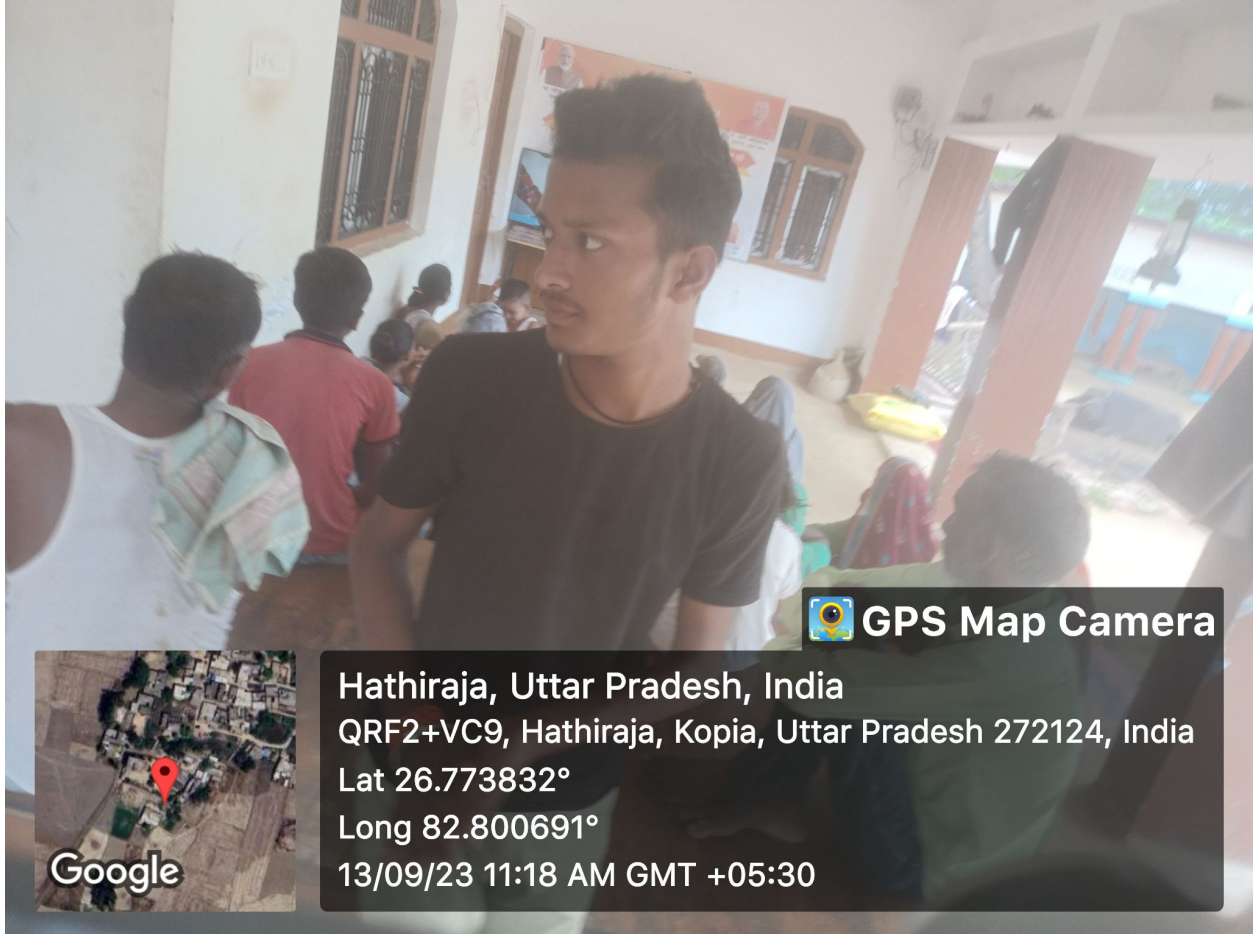 GPS Map Camera
Hathiraja, Uttar Pradesh, India
QRF2+VC9, Hathiraja, Kopia, Uttar Pradesh 272124, India
Lat 26.773832°
Long 82.800691°
13/09/23 11:18 AM GMT +05:30
Google